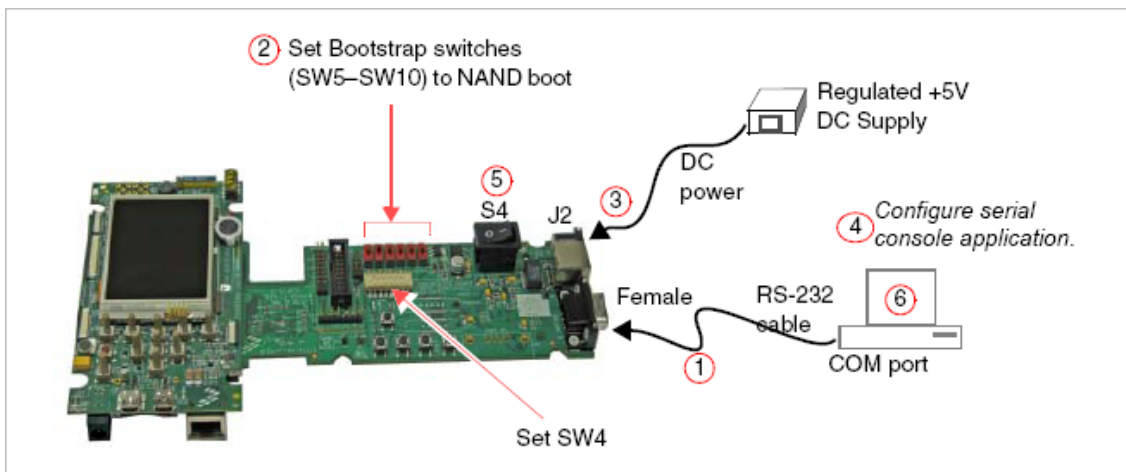 2 Set Bootstrap switches
(SW5–SW10) to NAND boot
Regulated +5V
DC Supply
DC
power
5
S4
J2
3
4 Configure serial
console application.
Female
RS-232
cable
6
1
COM port
Set SW4